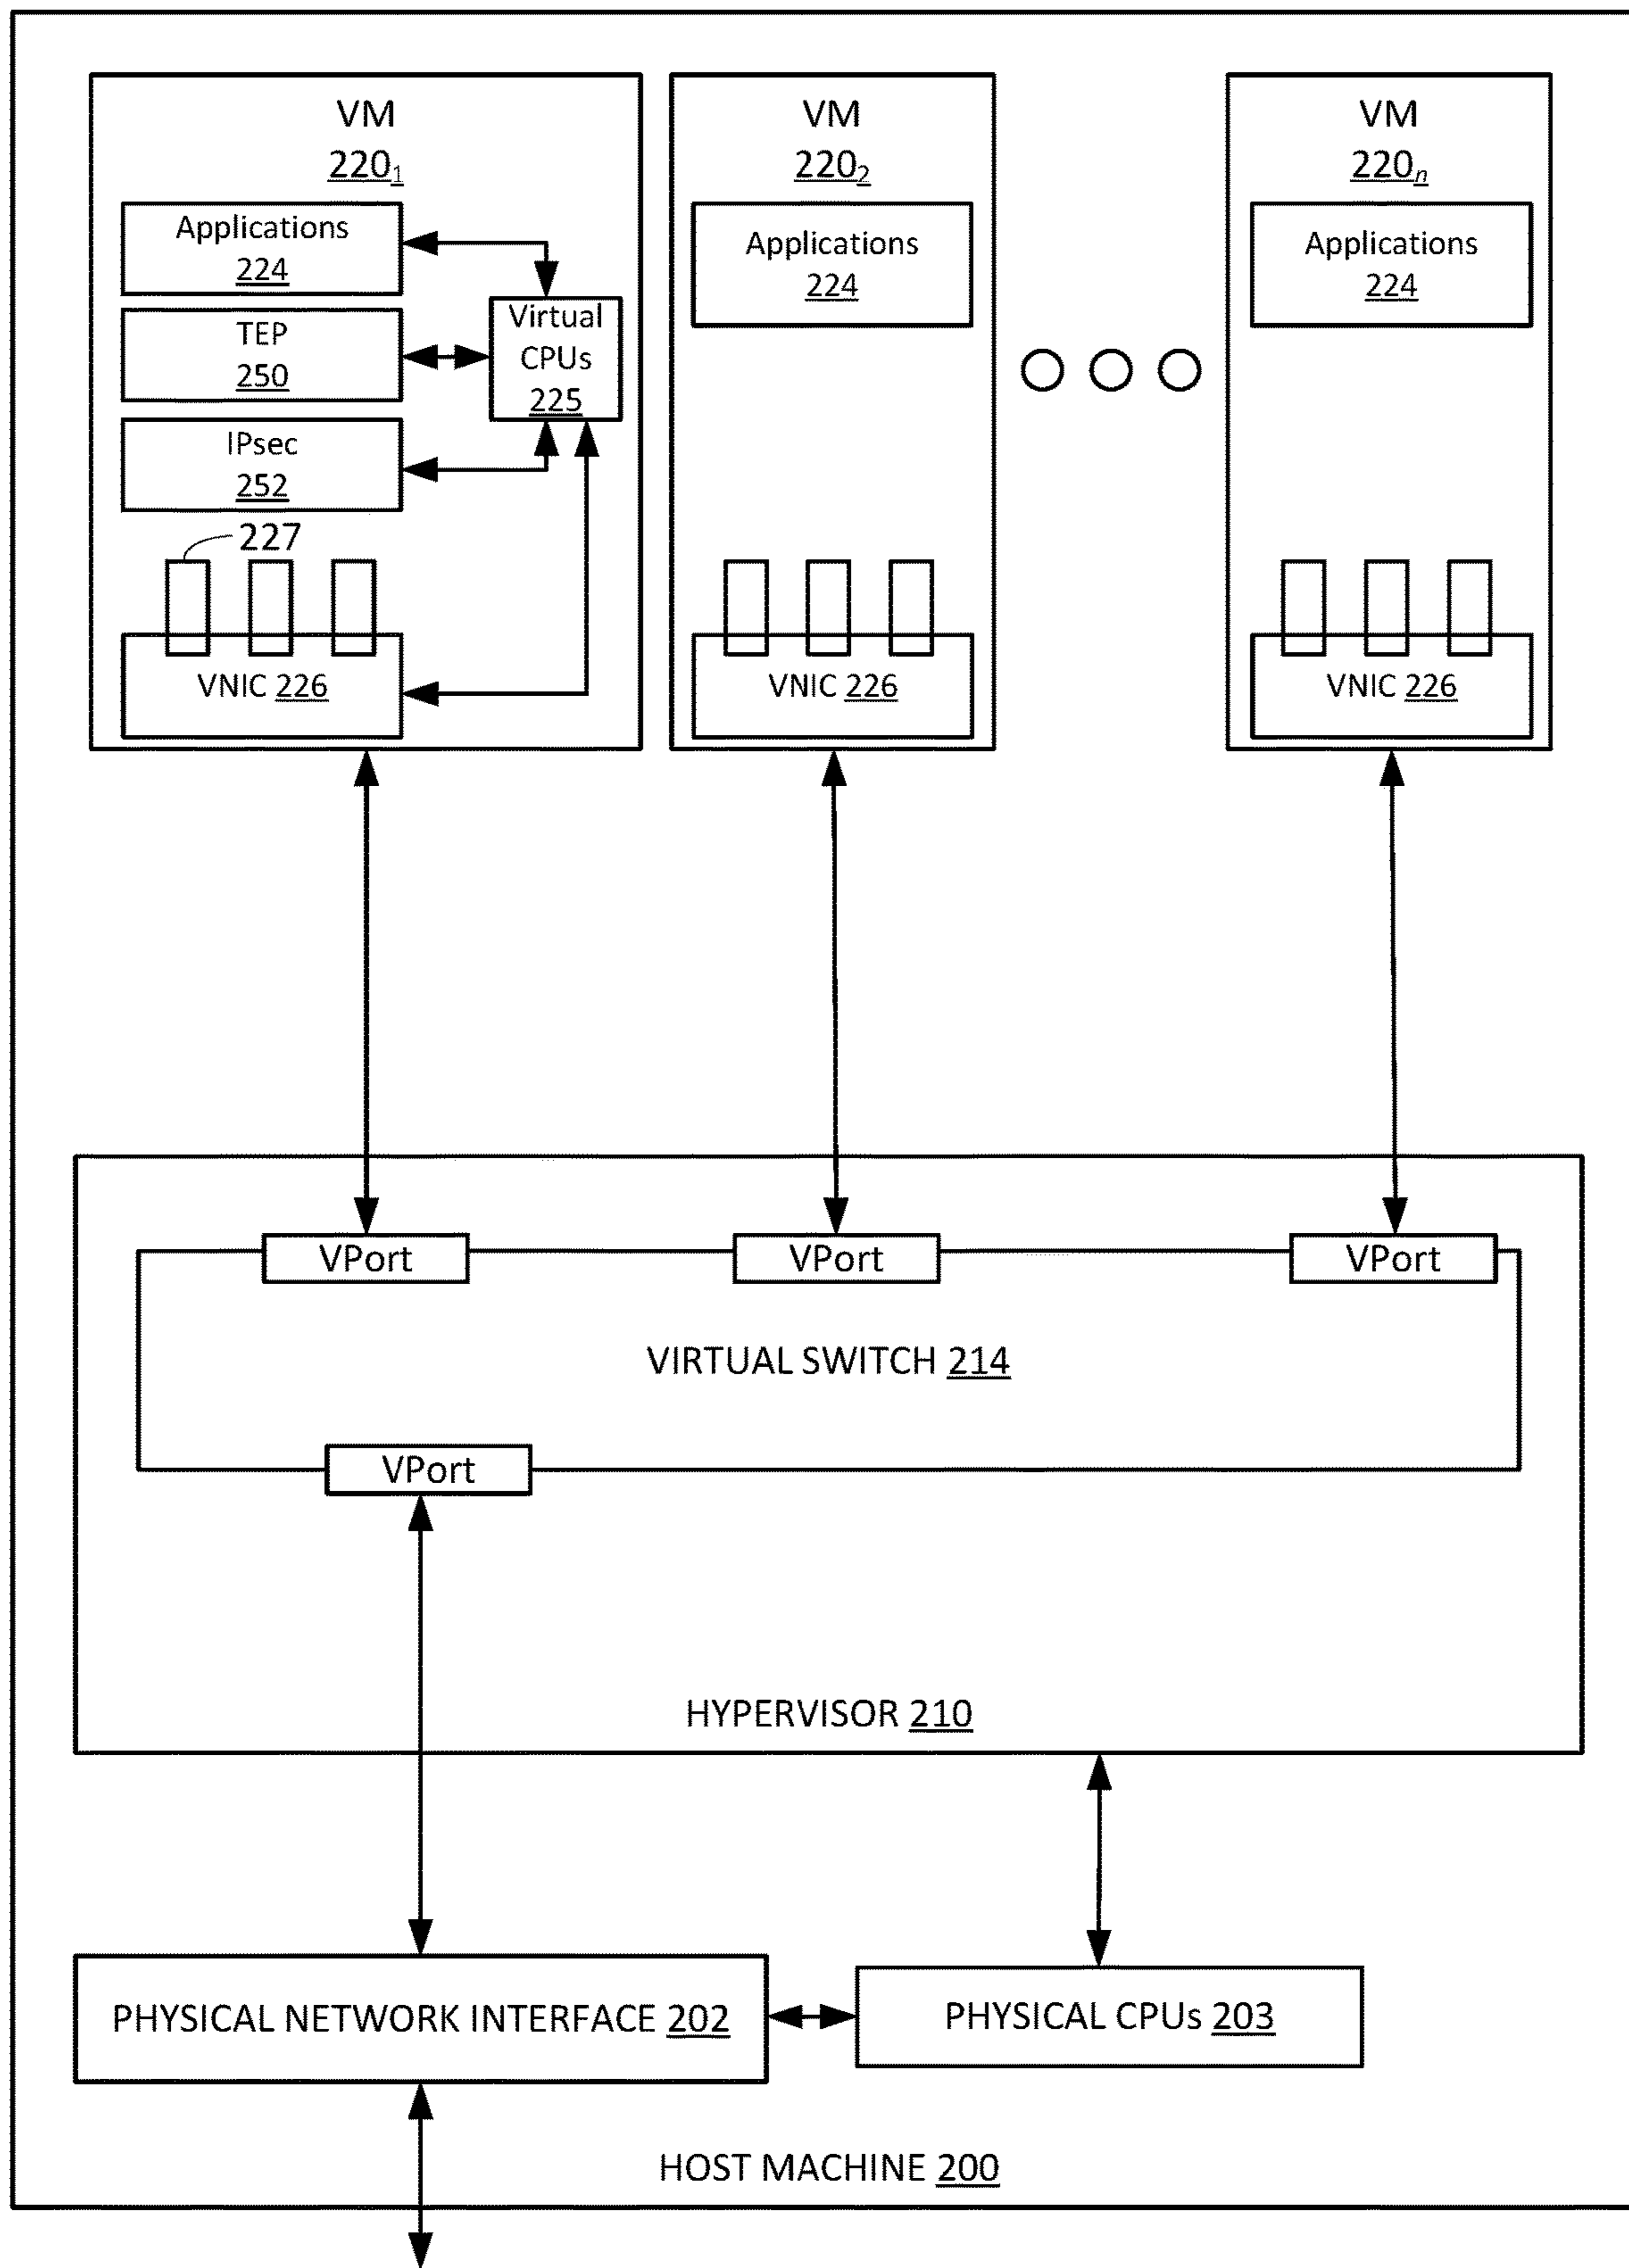 VM
220₁
Applications
224
TEP
250
IPsec
252
Virtual
CPUs
225
227
VNIC 226
VM
220₂
Applications
224
VNIC 226
VM
220ₙ
Applications
224
VNIC 226
VPort
VPort
VPort
VIRTUAL SWITCH 214
VPort
HYPERVISOR 210
PHYSICAL NETWORK INTERFACE 202
PHYSICAL CPUs 203
HOST MACHINE 200